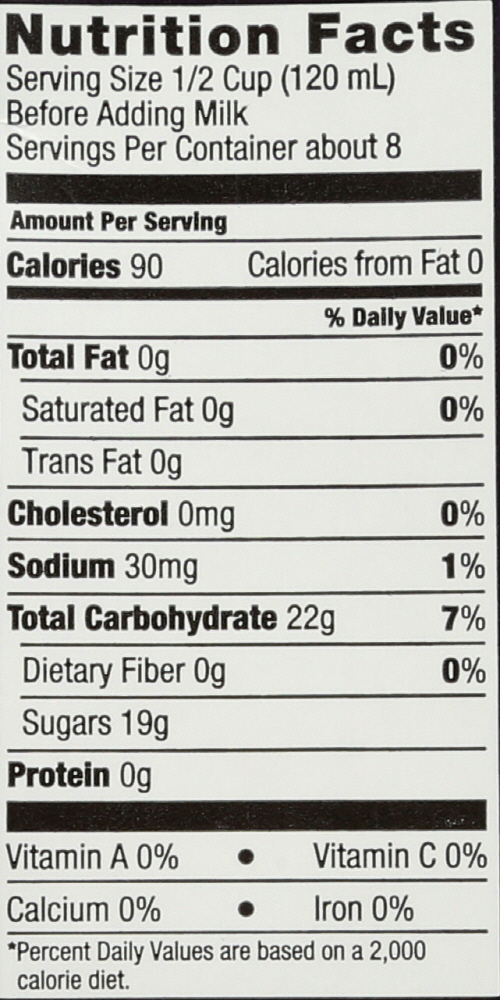 Nutrition Facts
Serving Size 1/2 Cup (120 mL)
Before Adding Milk
Servings Per Container about 8
Amount Per Serving
Calories 90 Calories from Fat 0
% Daily Value*
Total Fat 0g 0%
Saturated Fat 0g 0%
Trans Fat 0g
Cholesterol 0mg 0%
Sodium 30mg 1%
Total Carbohydrate 22g 7%
Dietary Fiber 0g 0%
Sugars 19g
Protein 0g
Vitamin A 0% ● Vitamin C 0%
Calcium 0% ● Iron 0%
*Percent Daily Values are based on a 2,000
calorie diet.